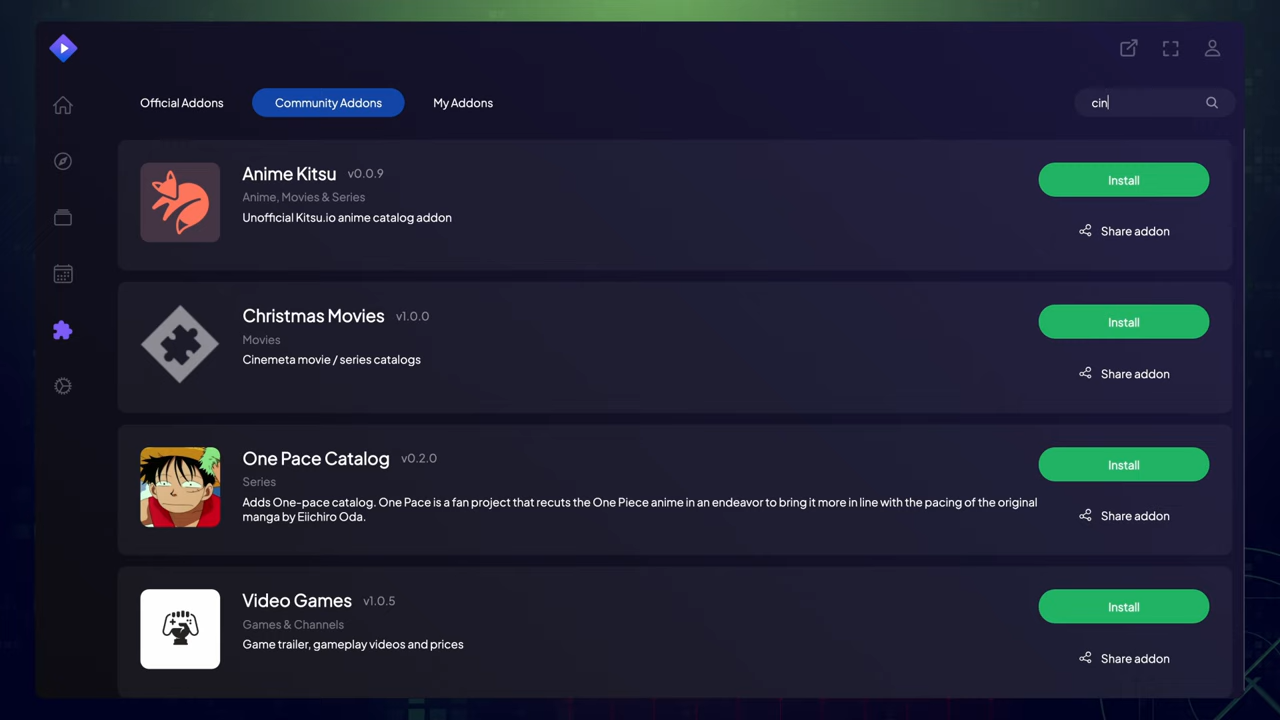 Official Addons
Community Addons
My Addons
cin
Anime Kitsu v0.0.9
Anime, Movies & Series
Unofficial Kitsu.io anime catalog addon
Install
Share addon
Christmas Movies v1.0.0
Movies
Cinemeta movie / series catalogs
Install
Share addon
One Pace Catalog v0.2.0
Series
Adds One-pace catalog. One Pace is a fan project that recuts the One Piece anime in an endeavor to bring it more in line with the pacing of the original
manga by Eiichiro Oda.
Install
Share addon
Video Games v1.0.5
Games & Channels
Game trailer, gameplay videos and prices
Install
Share addon